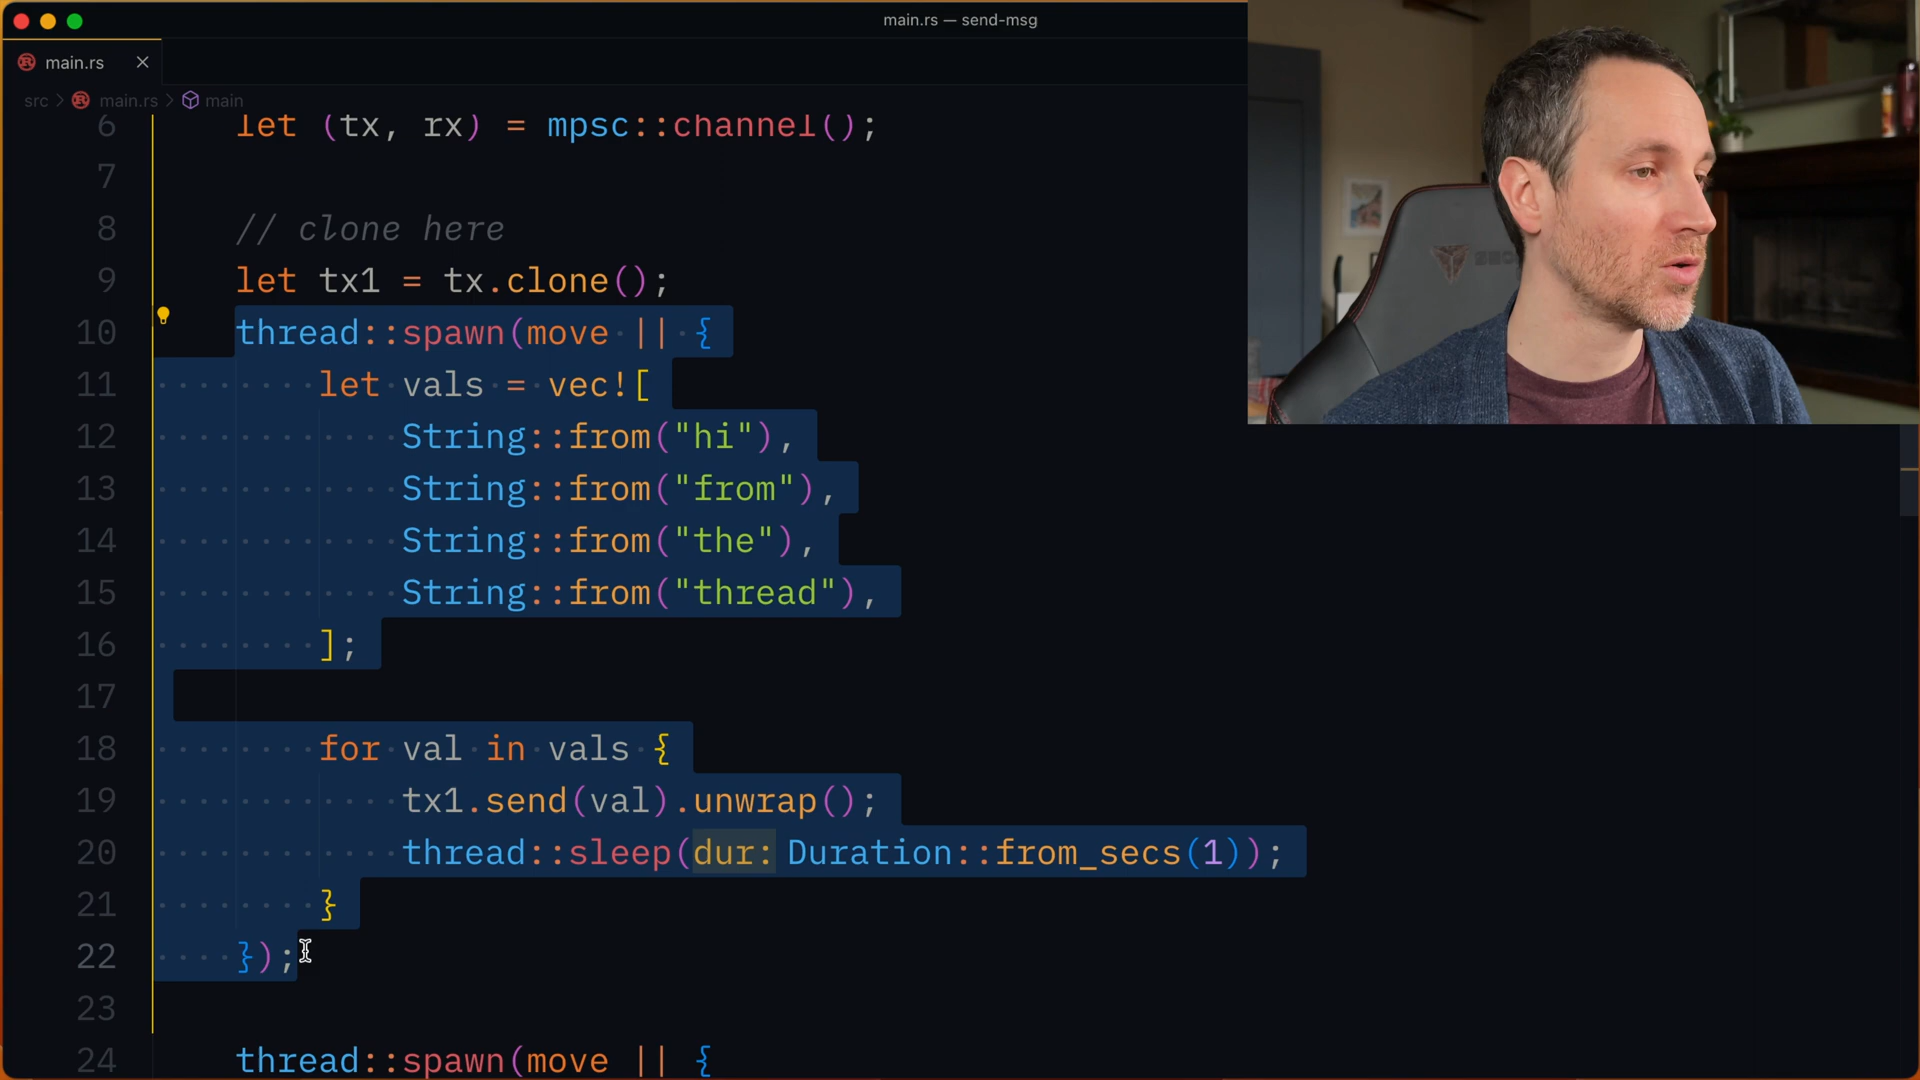 main.rs — send-msg
main.rs
src > main.rs > main
6 let (tx, rx) = mpsc::channel();
7
8 // clone here
9 let tx1 = tx.clone();
10 thread::spawn(move || {
11 let vals = vec![
12 String::from("hi"),
13 String::from("from"),
14 String::from("the"),
15 String::from("thread"),
16 ];
17
18 for val in vals {
19 tx1.send(val).unwrap();
20 thread::sleep(dur: Duration::from_secs(1));
21 }
22 });
23
24 thread::spawn(move || {